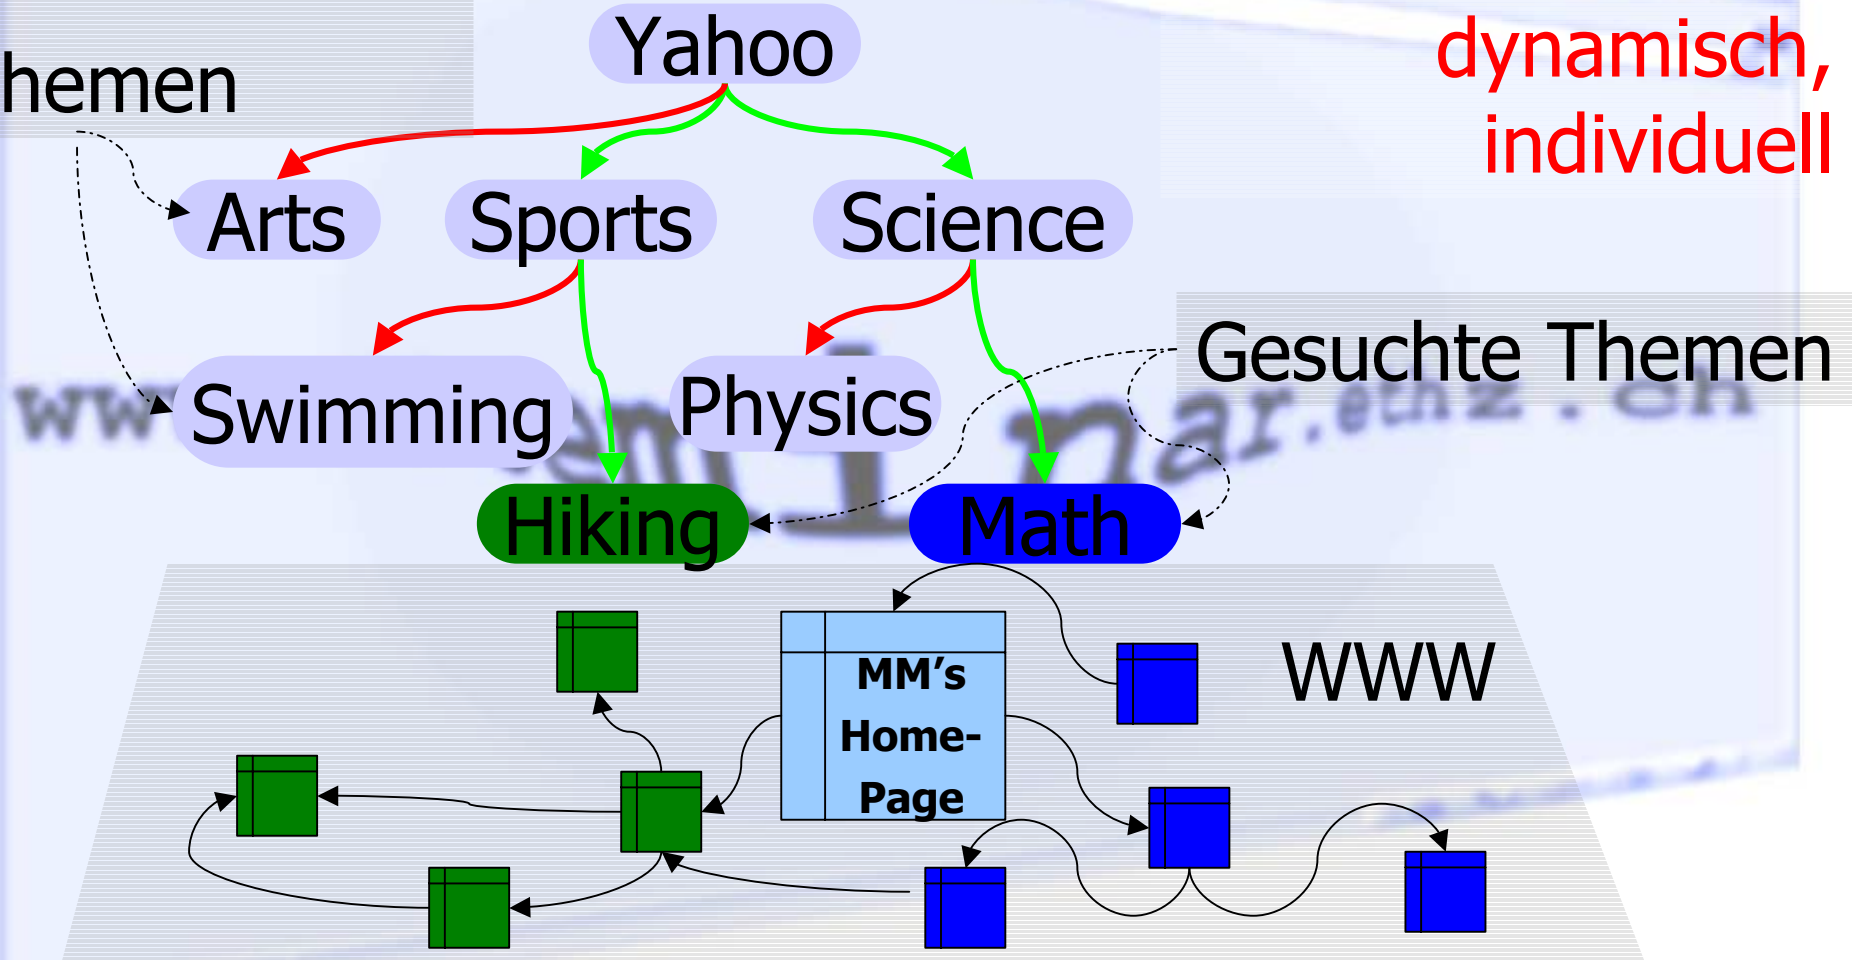 Yahoo
dynamisch,
individuell
hemen
Arts
Sports
Science
Gesuchte Themen
Swimming
Physics
Hiking
Math
WWW
MM’s
Home-
Page